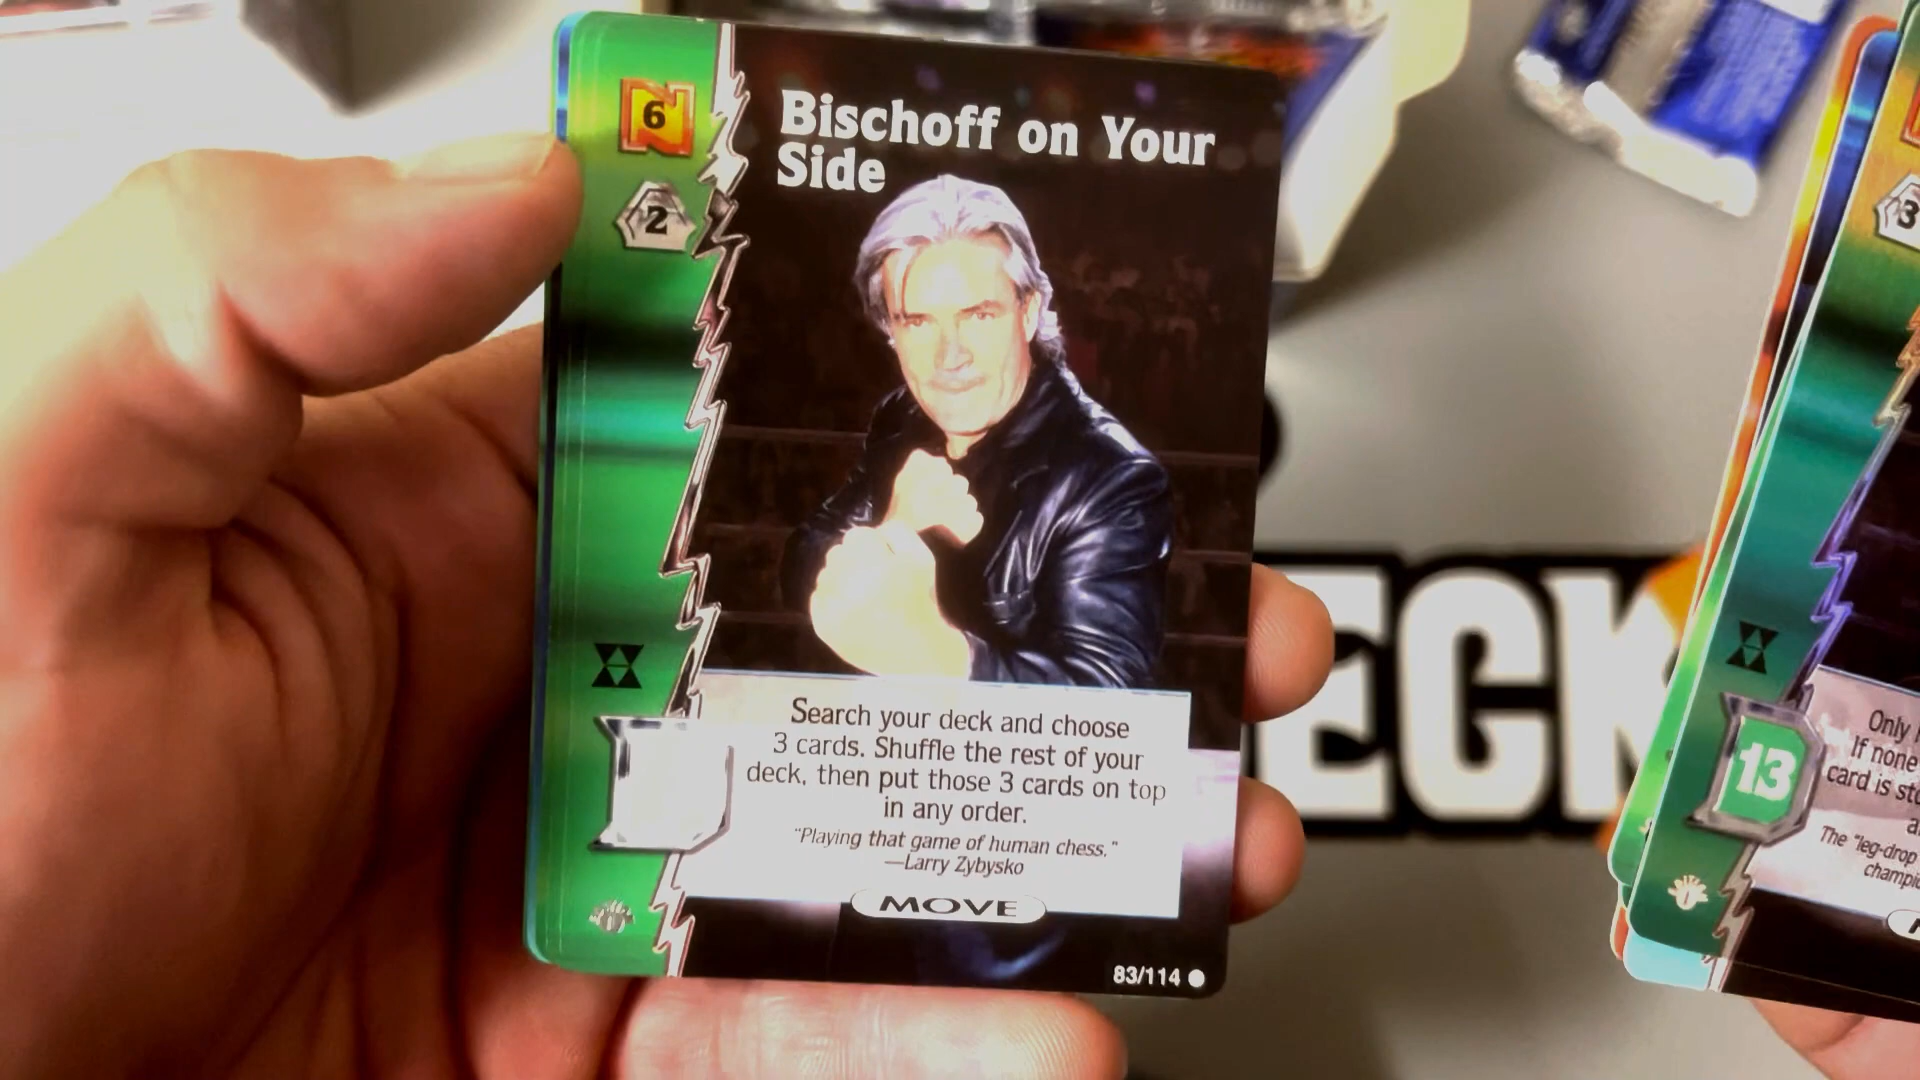 6
2
Bischoff on Your
Side
Search your deck and choose
3 cards. Shuffle the rest of your
deck, then put those 3 cards on top
in any order.
"Playing that game of human chess."
—Larry Zybysko
MOVE
83/114
ECK
3
13
Only
If none
card is
The "leg-drop